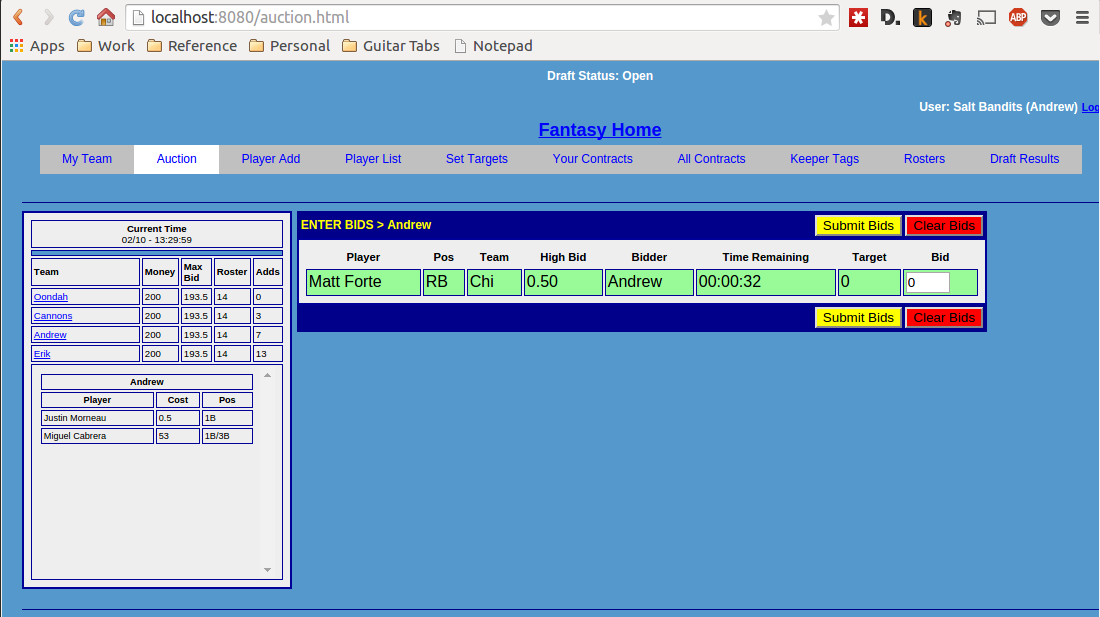 localhost:8080/auction.html
ABP
Apps Work Reference Personal Guitar Tabs Notepad
Draft Status: Open
User: Salt Bandits (Andrew)
Fantasy Home
My Team Auction Player Add Player List Set Targets Your Contracts All Contracts Keeper Tags Rosters Draft Results
Current Time
02/10 - 13:29:59
Team Money Max Bid Roster Adds
Oondah 200 193.5 14 0
Cannons 200 193.5 14 3
Andrew 200 193.5 14 7
Erik 200 193.5 14 13
Andrew
Player Cost Pos
Justin Morneau 0.5 1B
Miguel Cabrera 53 1B/3B
ENTER BIDS > Andrew Submit Bids Clear Bids
Player Pos Team High Bid Bidder Time Remaining Target Bid
Matt Forte RB Chi 0.50 Andrew 00:00:32 0 0
Submit Bids Clear Bids